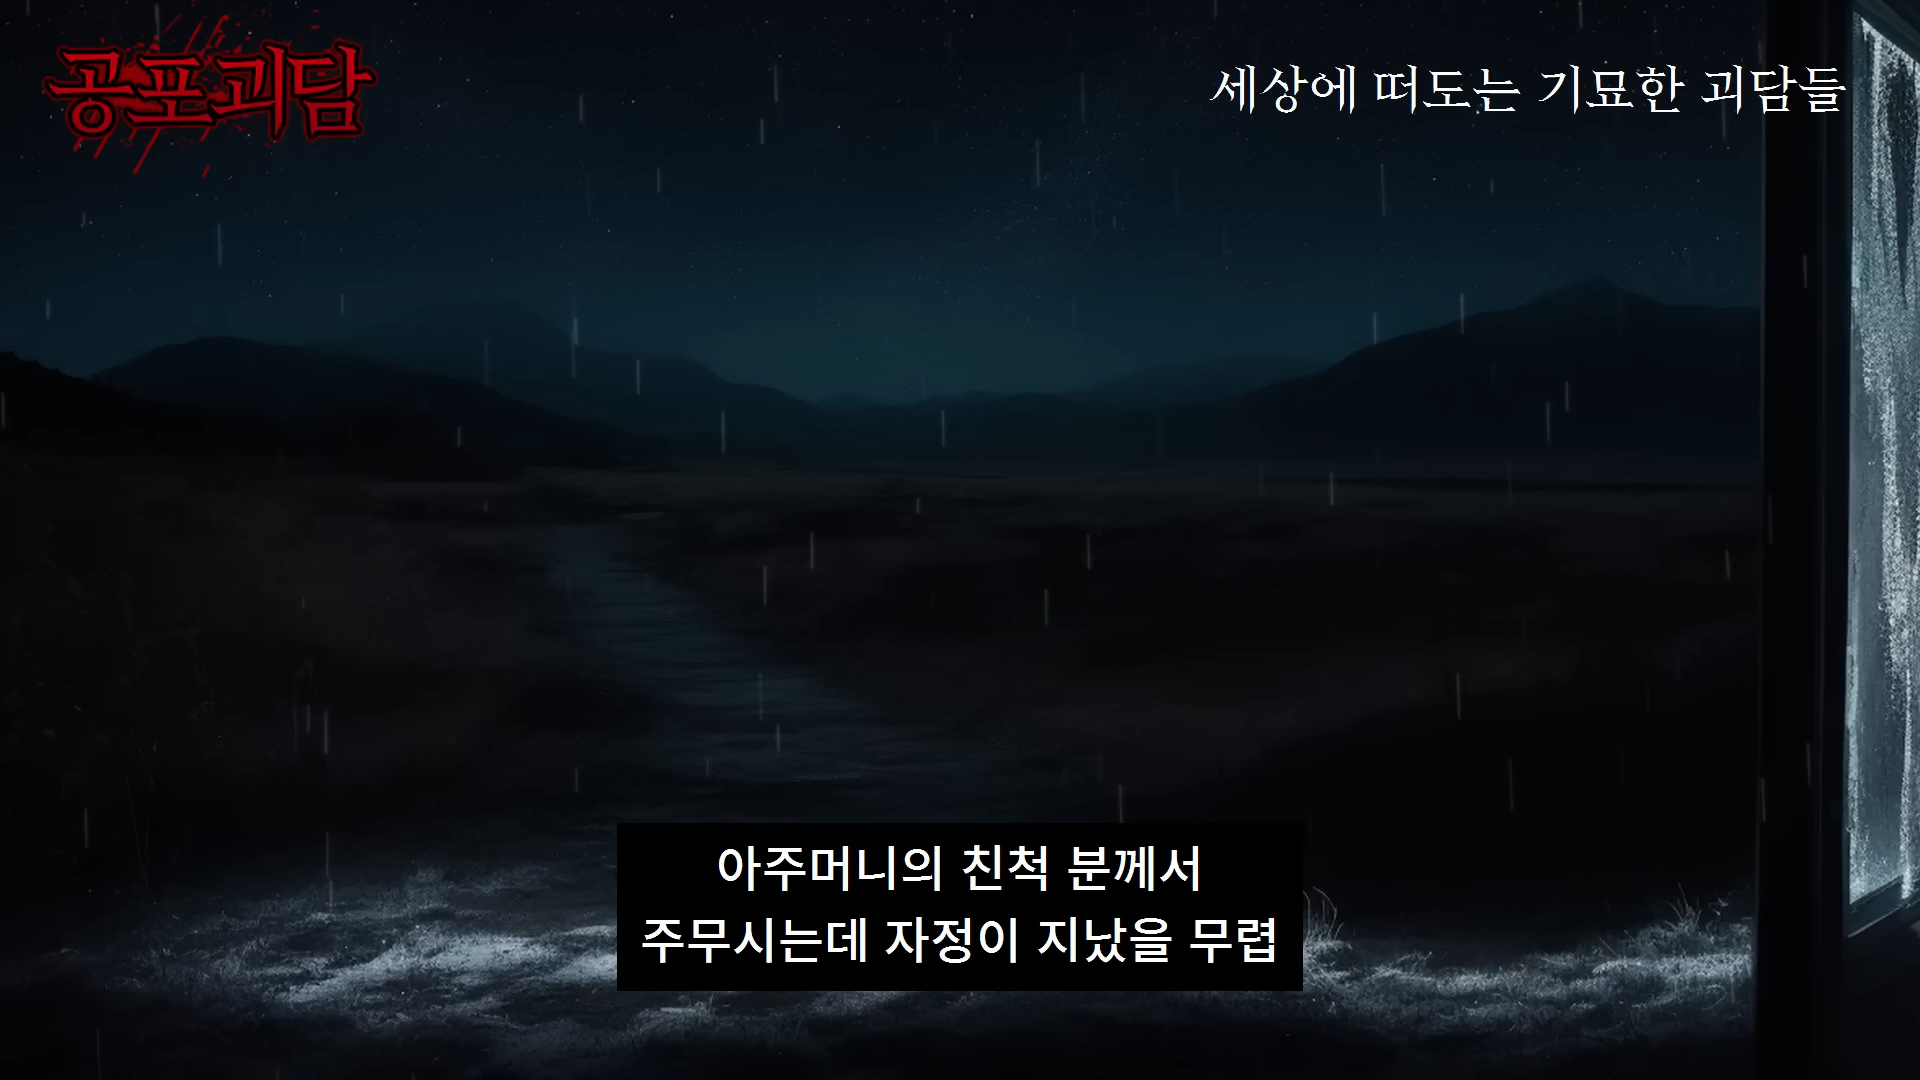 공포괴담
세상에 떠도는 기묘한 괴담들
아주머니의 친척 분께서
주무시는데 자정이 지났을 무렵